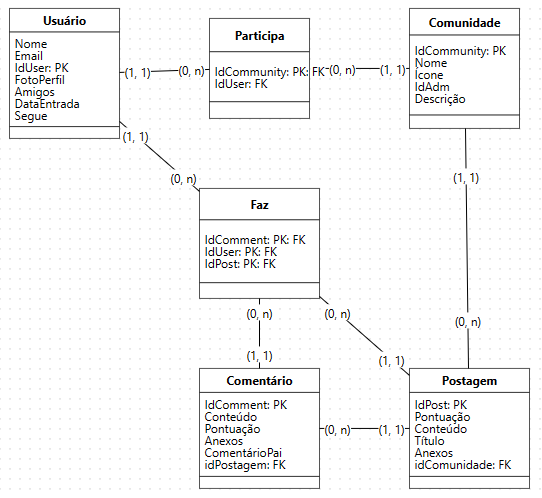 Usuário
Nome
Email
IdUser: PK
FotoPerfil
Amigos
DataEntrada
Segue
(1, 1)
(0, n)
Participa
IdCommunity: PK: FK
IdUser: FK
(0, n)
(1, 1)
Comunidade
IdCommunity: PK
Nome
Ícone
IdAdm
Descrição
(1, 1)
(0, n)
(1, 1)
(0, n)
Faz
IdComment: PK: FK
IdUser: PK: FK
IdPost: PK: FK
(0, n)
(0, n)
(1, 1)
(1, 1)
Comentário
IdComment: PK
Conteúdo
Pontuação
Anexos
ComentárioPai
idPostagem: FK
(0, n)
(1, 1)
Postagem
IdPost: PK
Pontuação
Conteúdo
Título
Anexos
idComunidade: FK